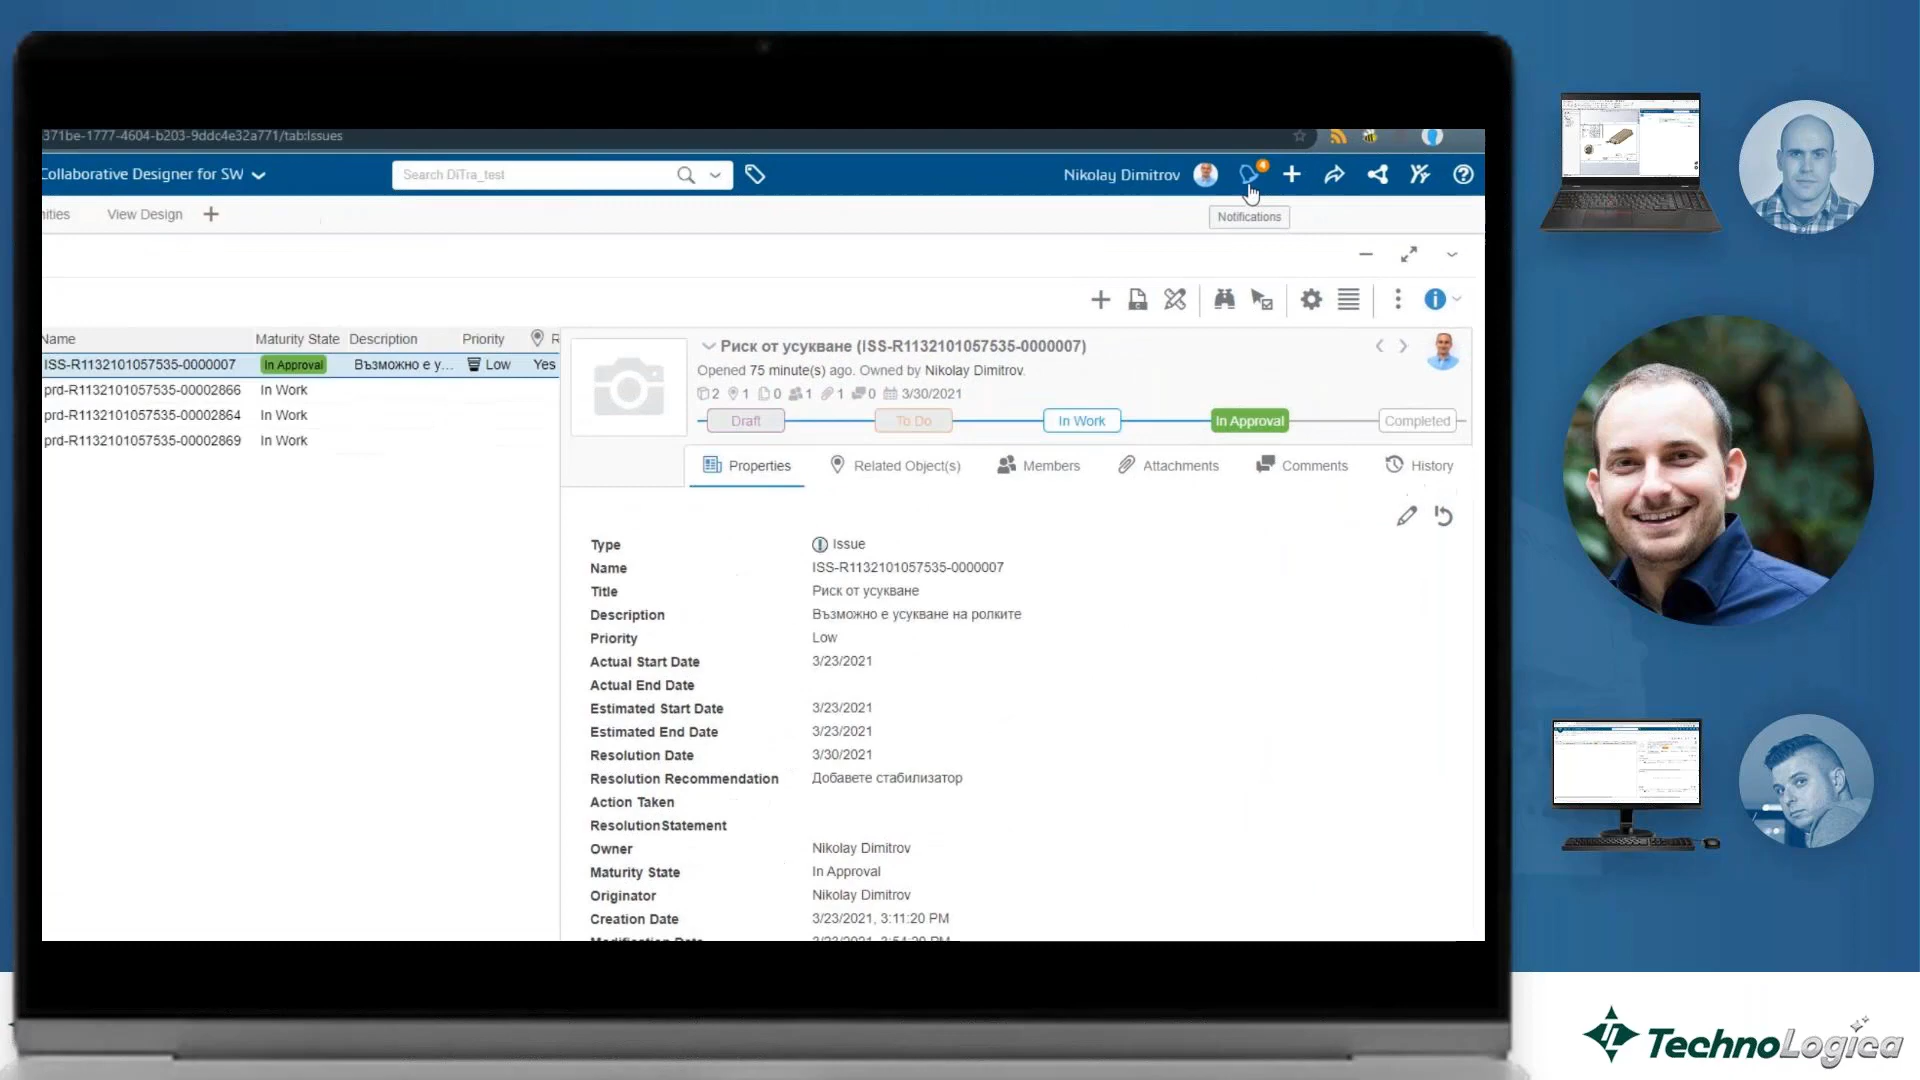 371be-1777-4604-b203-9ddc4e32a771/tab:Issues
Collaborative Designer for SW
Search DiTra_test
Nikolay Dimitrov
4
View Design
Notifications
Name Maturity State Description Priority
ISS-R1132101057535-0000007 In Approval Възможно е у... Low Yes
prd-R1132101057535-00002866 In Work
prd-R1132101057535-00002864 In Work
prd-R1132101057535-00002869 In Work
Риск от усукване (ISS-R1132101057535-0000007)
Opened 75 minute(s) ago. Owned by Nikolay Dimitrov.
2 1 0 1 1 0 3/30/2021
Draft To Do In Work In Approval Completed
Properties Related Object(s) Members Attachments Comments History
Type Issue
Name ISS-R1132101057535-0000007
Title Риск от усукване
Description Възможно е усукване на ролките
Priority Low
Actual Start Date 3/23/2021
Actual End Date
Estimated Start Date 3/23/2021
Estimated End Date 3/23/2021
Resolution Date 3/30/2021
Resolution Recommendation Добавете стабилизатор
Action Taken
Resolution Statement
Owner Nikolay Dimitrov
Maturity State In Approval
Originator Nikolay Dimitrov
Creation Date 3/23/2021, 3:11:20 PM
TechnoLogica